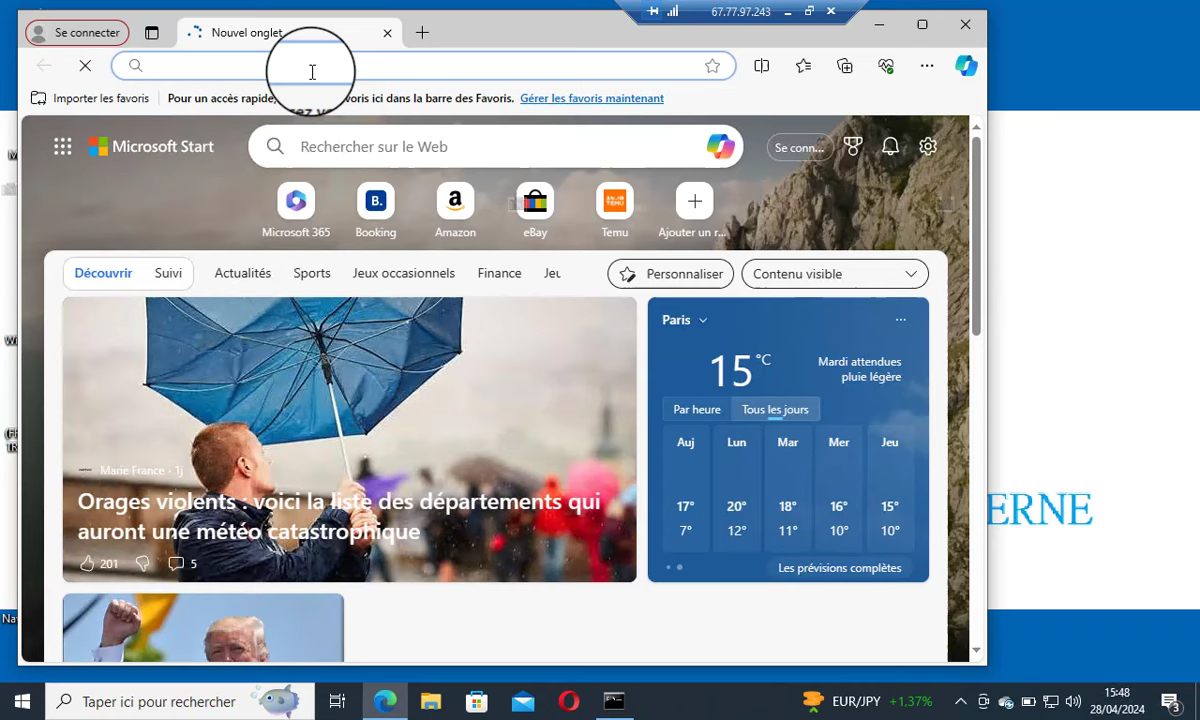 67.77.97.243
Se connecter
Nouvel onglet
Importer les favoris
Pour un accès rapide,
voris ici dans la barre des Favoris.
Gérer les favoris maintenant
Microsoft Start
Rechercher sur le Web
Se conn...
Microsoft 365
Booking
Amazon
eBay
Temu
Ajouter un r...
Découvrir
Suivi
Actualités
Sports
Jeux occasionnels
Finance
Jeu
Personnaliser
Contenu visible
Marie France · 1j
Orages violents : voici la liste des départements qui
auront une météo catastrophique
201
5
Paris
15 °C
Mardi attendues
pluie légère
Par heure
Tous les jours
Auj Lun Mar Mer Jeu
17° 20° 18° 16° 15°
7° 12° 11° 10° 10°
Les prévisions complètes
ERNE
Taper ici pour rechercher
EUR/JPY +1,37%
15:48
28/04/2024
3